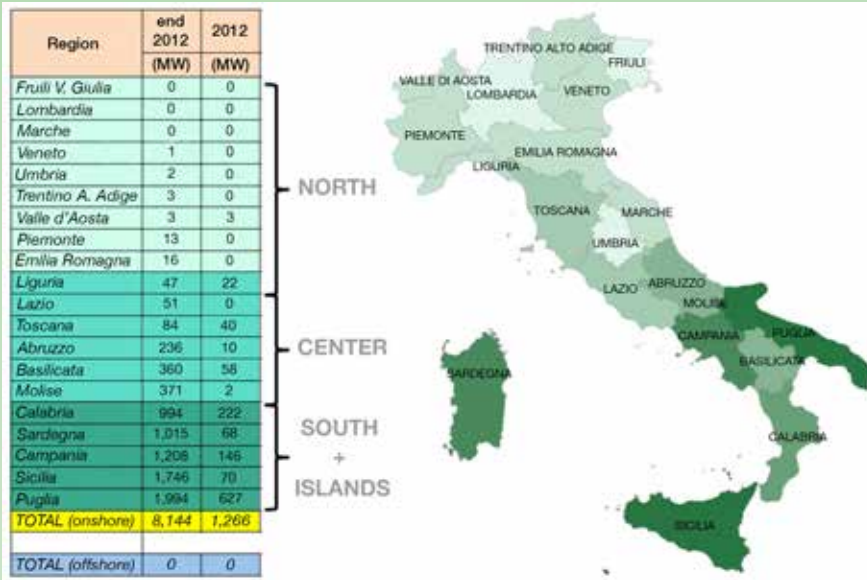 Region end 2012 2012
(MW) (MW)
Fruili V. Giulia 0 0
Lombardia 0 0
Marche 0 0
Veneto 1 0
Umbria 2 0
Trentino A. Adige 3 0
Valle d'Aosta 3 3
Piemonte 13 0
Emilia Romagna 16 0
Liguria 47 22
Lazio 51 0
Toscana 84 40
Abruzzo 236 10
Basilicata 360 58
Molise 371 2
Calabria 994 222
Sardegna 1,015 68
Campania 1,208 146
Sicilia 1,746 70
Puglia 1,994 627
TOTAL (onshore) 8,144 1,266
TOTAL (offshore) 0 0
NORTH
CENTER
SOUTH
+
ISLANDS
TRENTINO ALTO ADIGE
FRIULI
VALLE DI AOSTA
LOMBARDIA
VENETO
PIEMONTE
EMILIA ROMAGNA
LIGURIA
TOSCANA
MARCHE
UMBRIA
LAZIO
ABRUZZO
MOLISE
CAMPANIA
PUGLIA
BASILICATA
SARDEGNA
CALABRIA
SICILIA